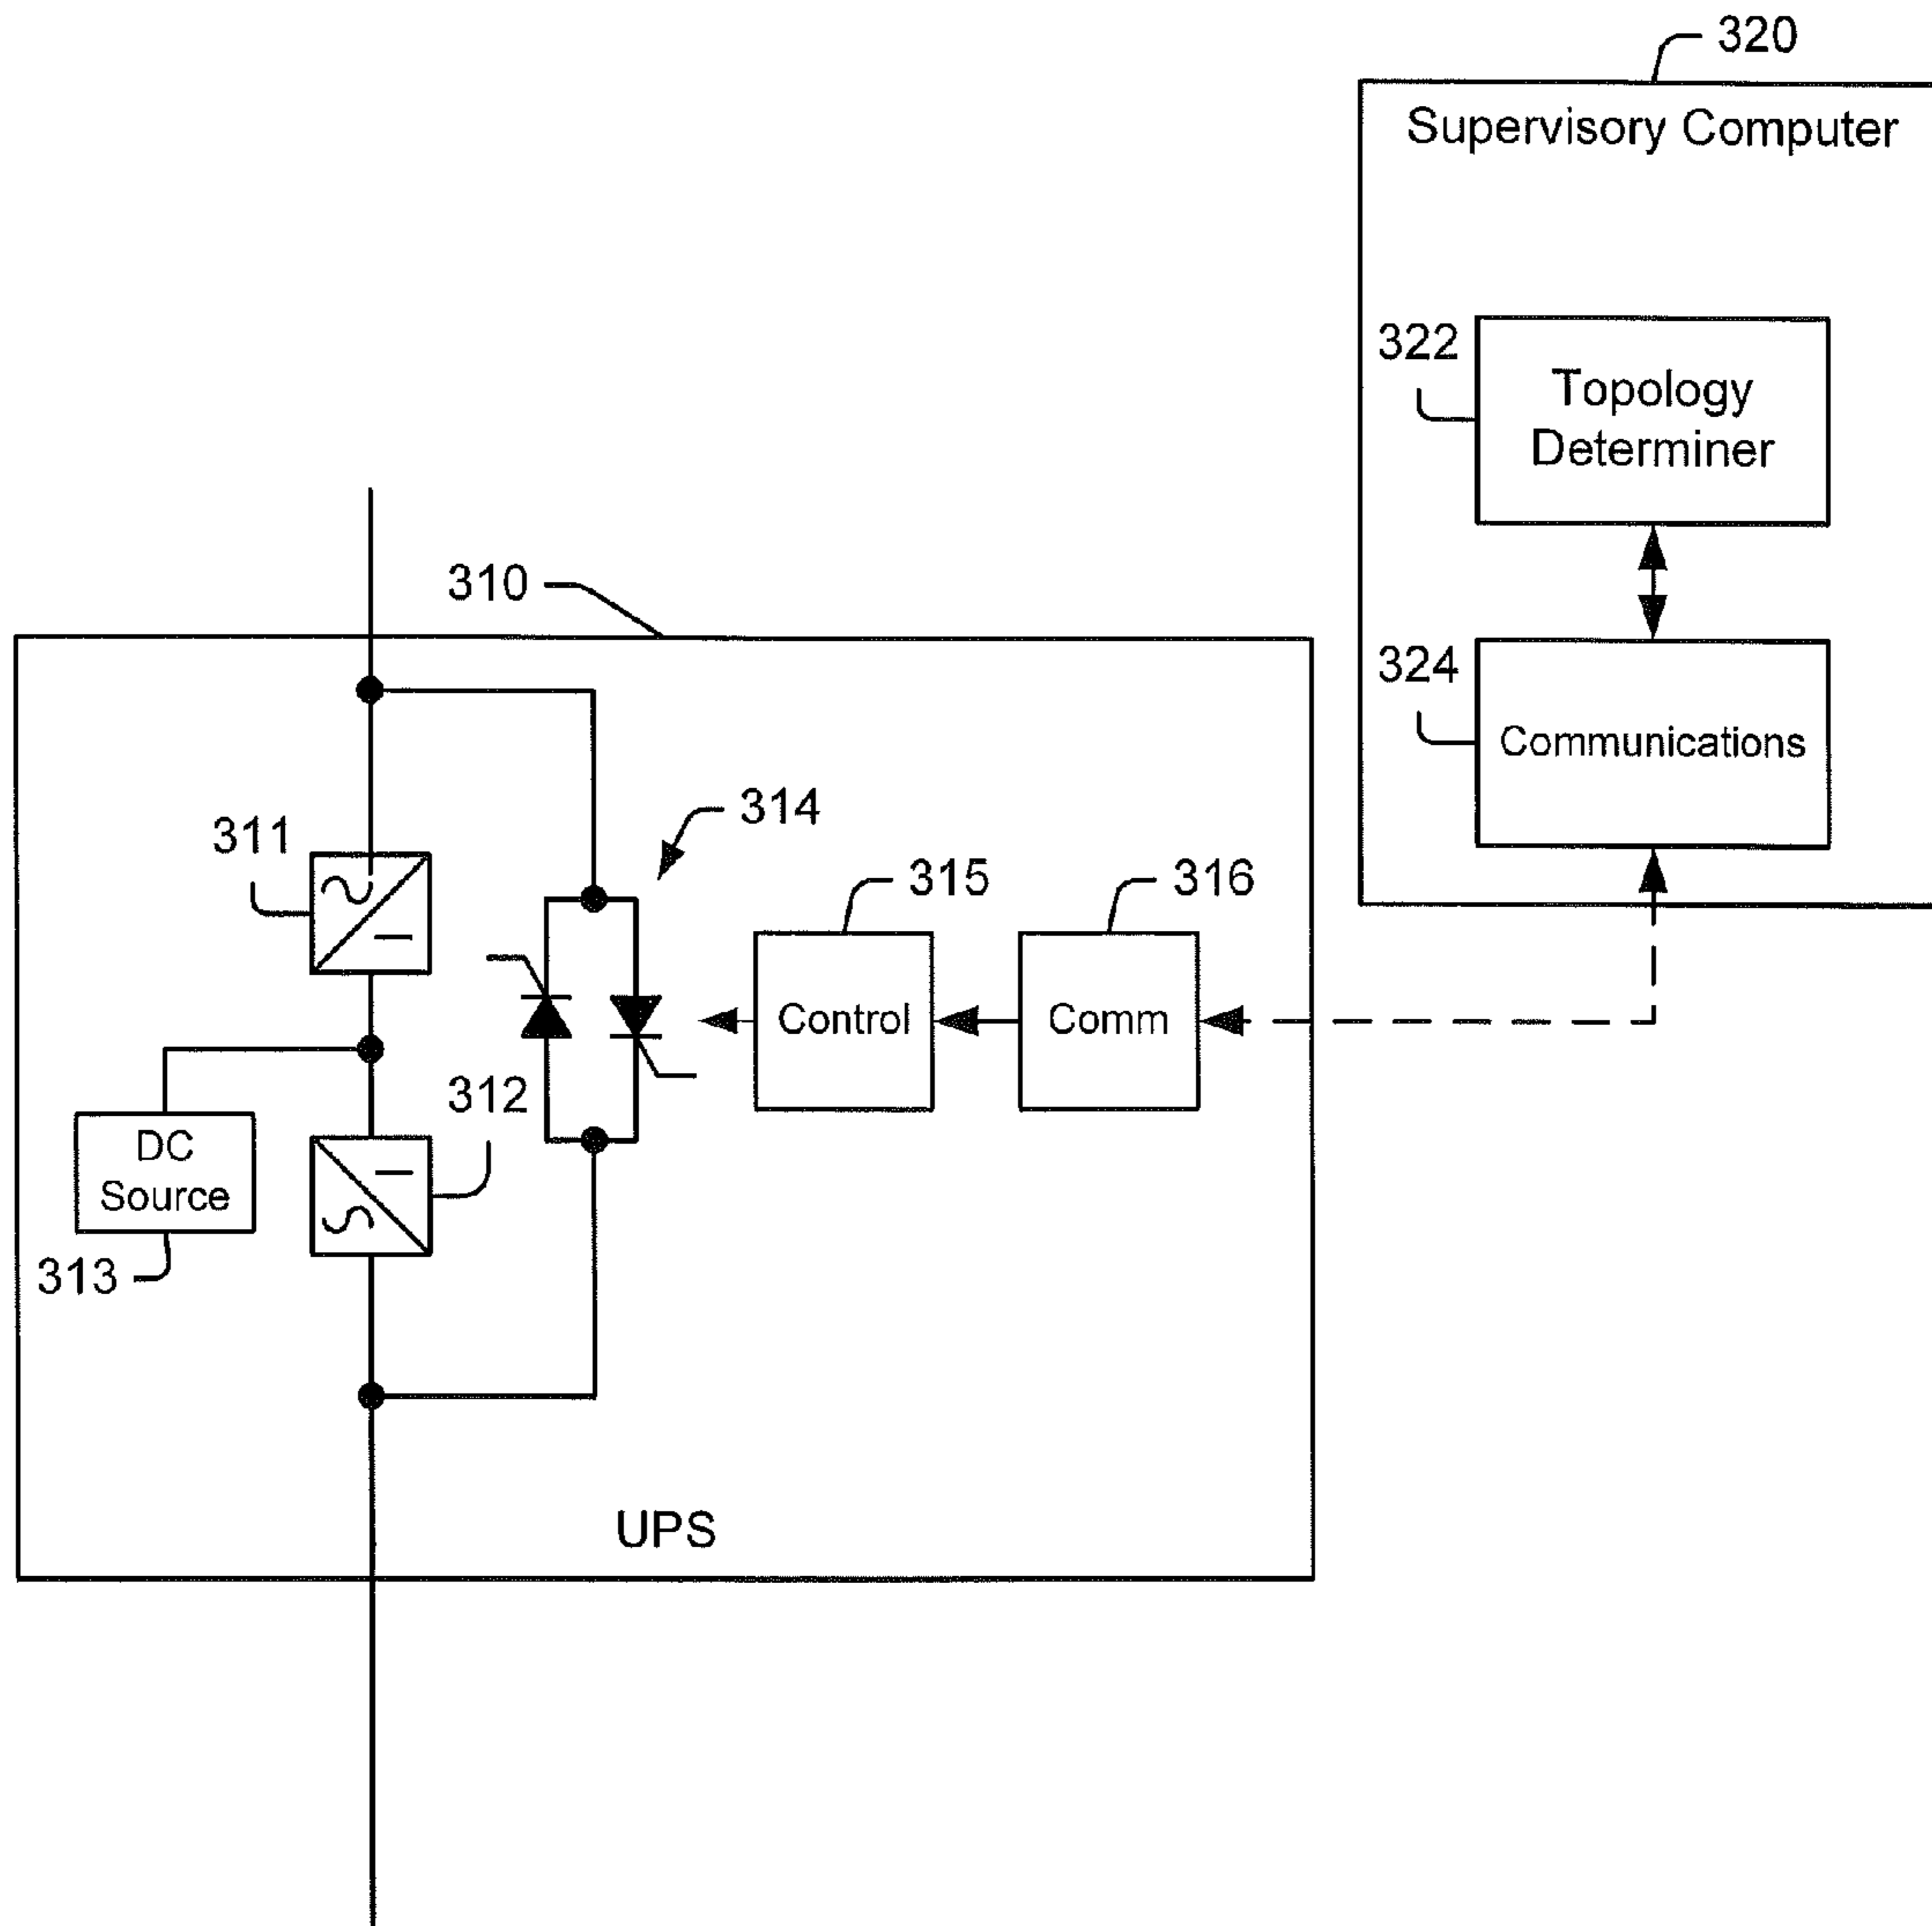 320
Supervisory Computer
322
Topology
Determiner
310
324
Communications
314
311
315
316
Control
Comm
312
DC
Source
313
UPS